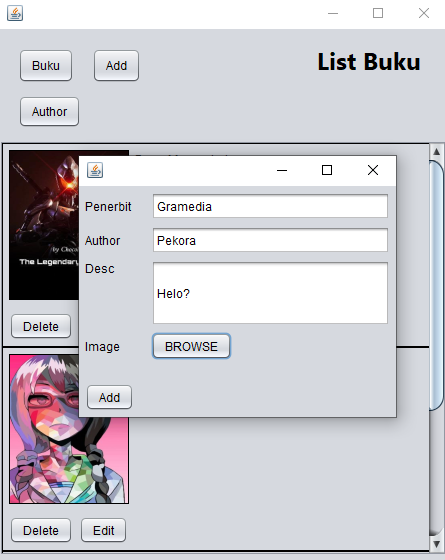 Buku
Add
List Buku
Author
Penerbit
Gramedia
Author
Pekora
Desc
Helo?
Image
BROWSE
Add
by Checo
The Legendary
Delete
Delete
Edit